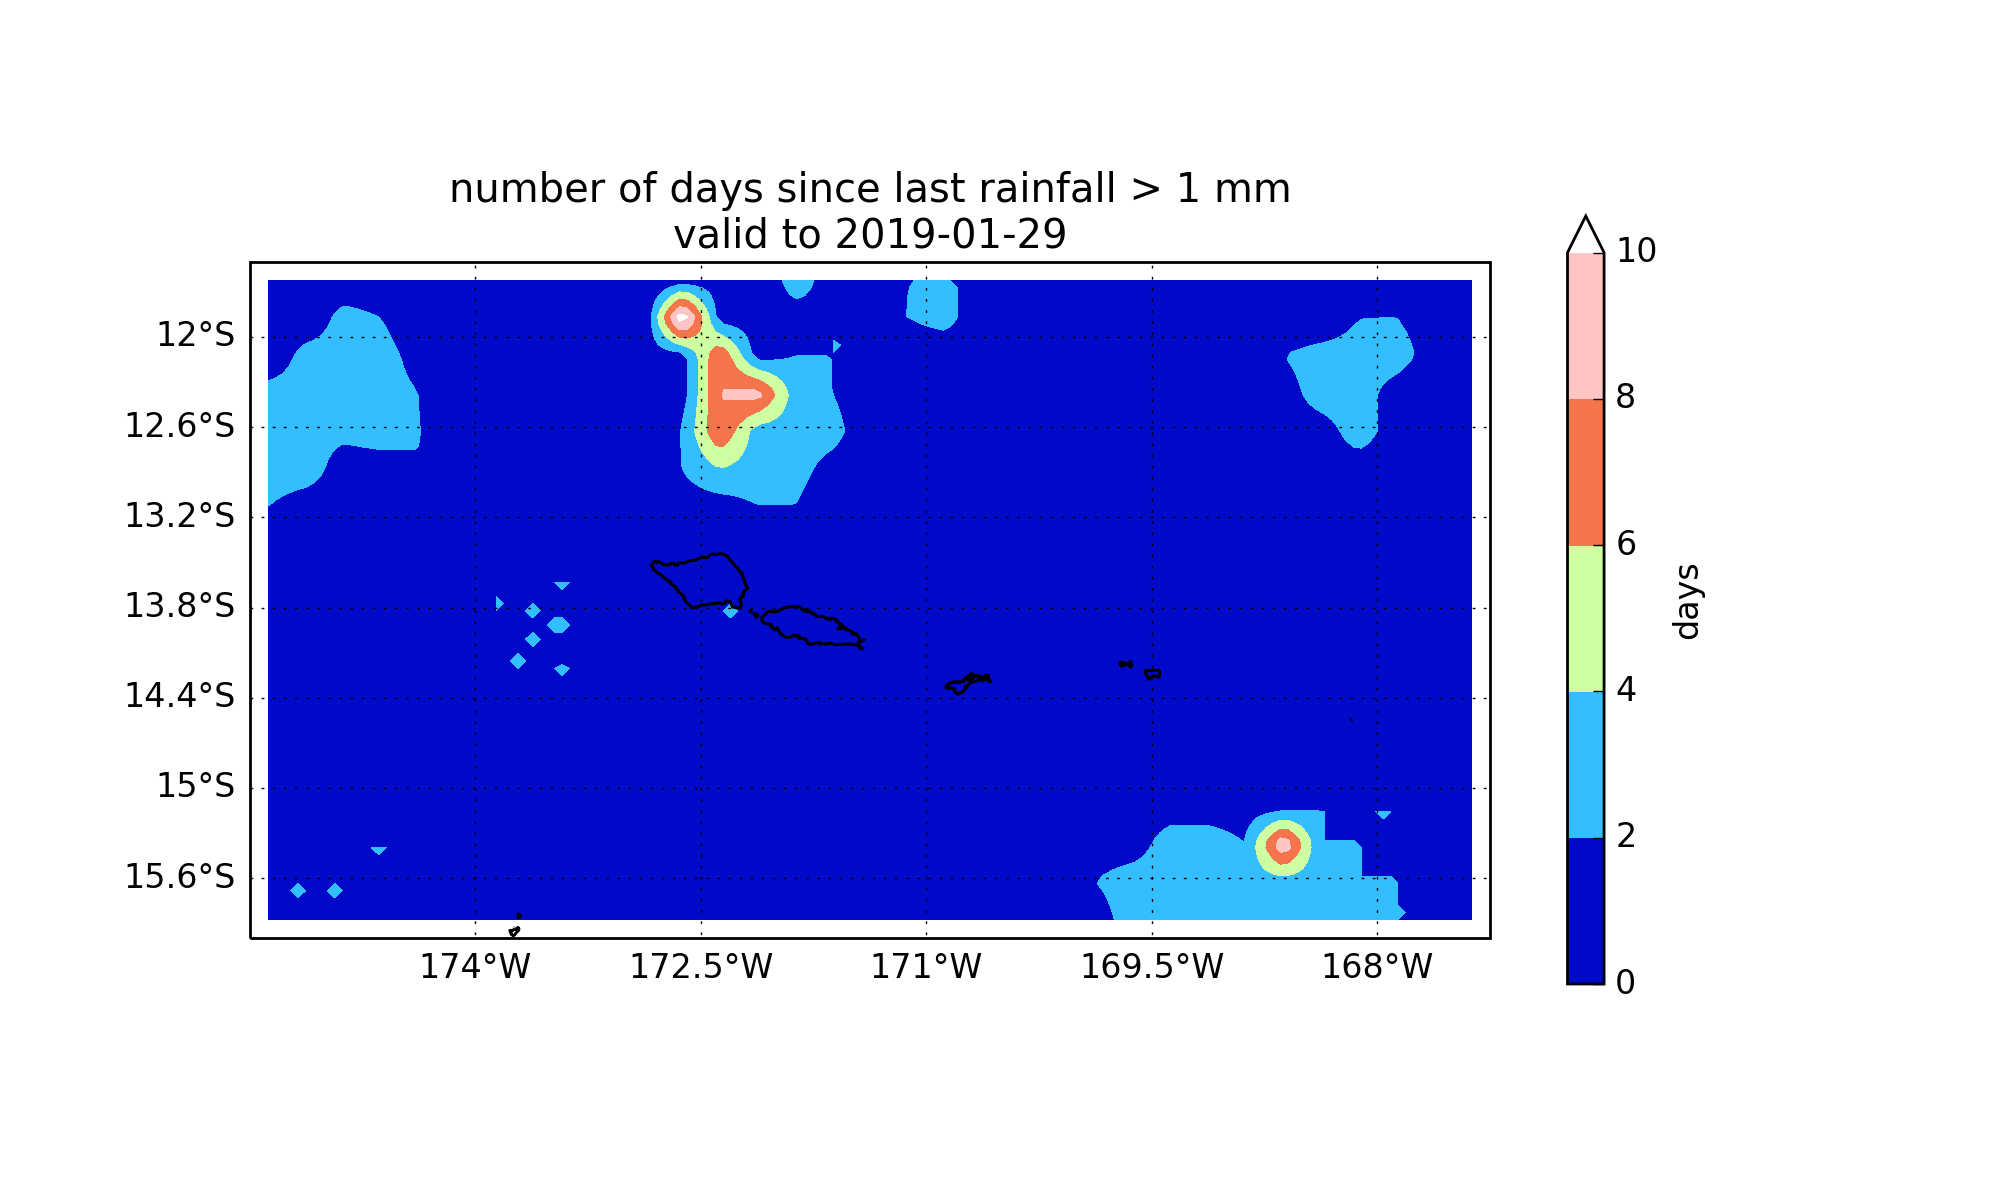 number of days since last rainfall > 1 mm
valid to 2019-01-29
12°S
12.6°S
13.2°S
13.8°S
14.4°S
15°S
15.6°S
174°W
172.5°W
171°W
169.5°W
168°W
10
8
6
4
2
0
days